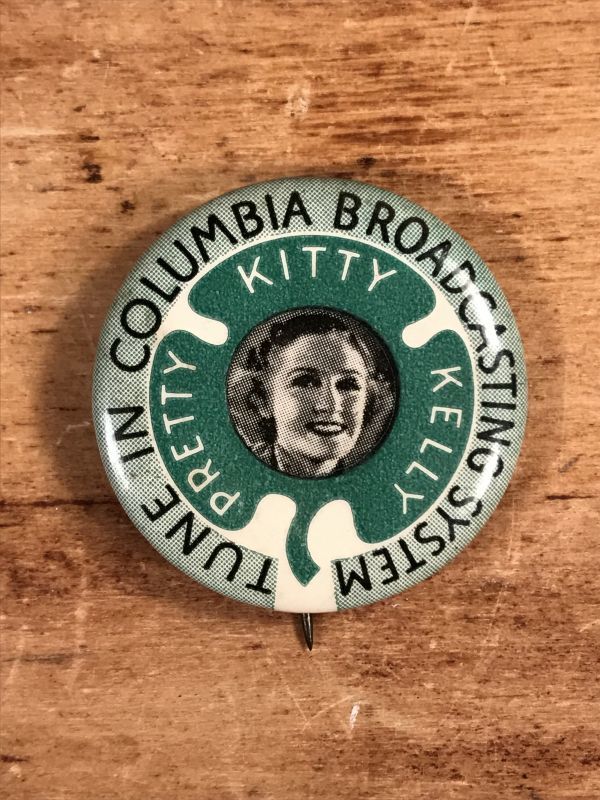 TUNE IN COLUMBIA BROADCASTING SYSTEM
PRETTY KITTY KELLY